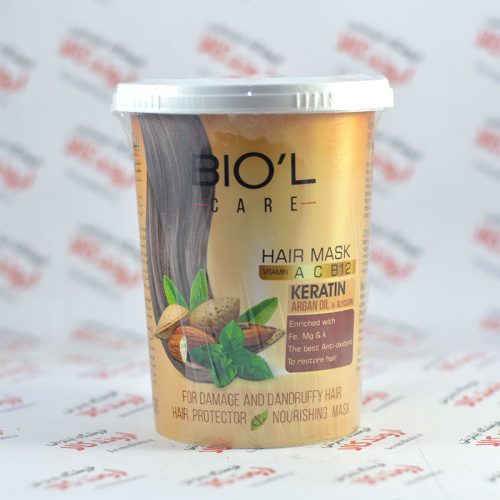 BIO'L
CARE
HAIR MASK
VITAMIN A C B12
KERATIN
ARGAN OIL & GLYCERIN
Enriched with
Fe, Mg & k
The best Anti-oxidant
To restore hair
FOR DAMAGE AND DANDRUFFY HAIR
HAIR PROTECTOR & NOURISHING MASK